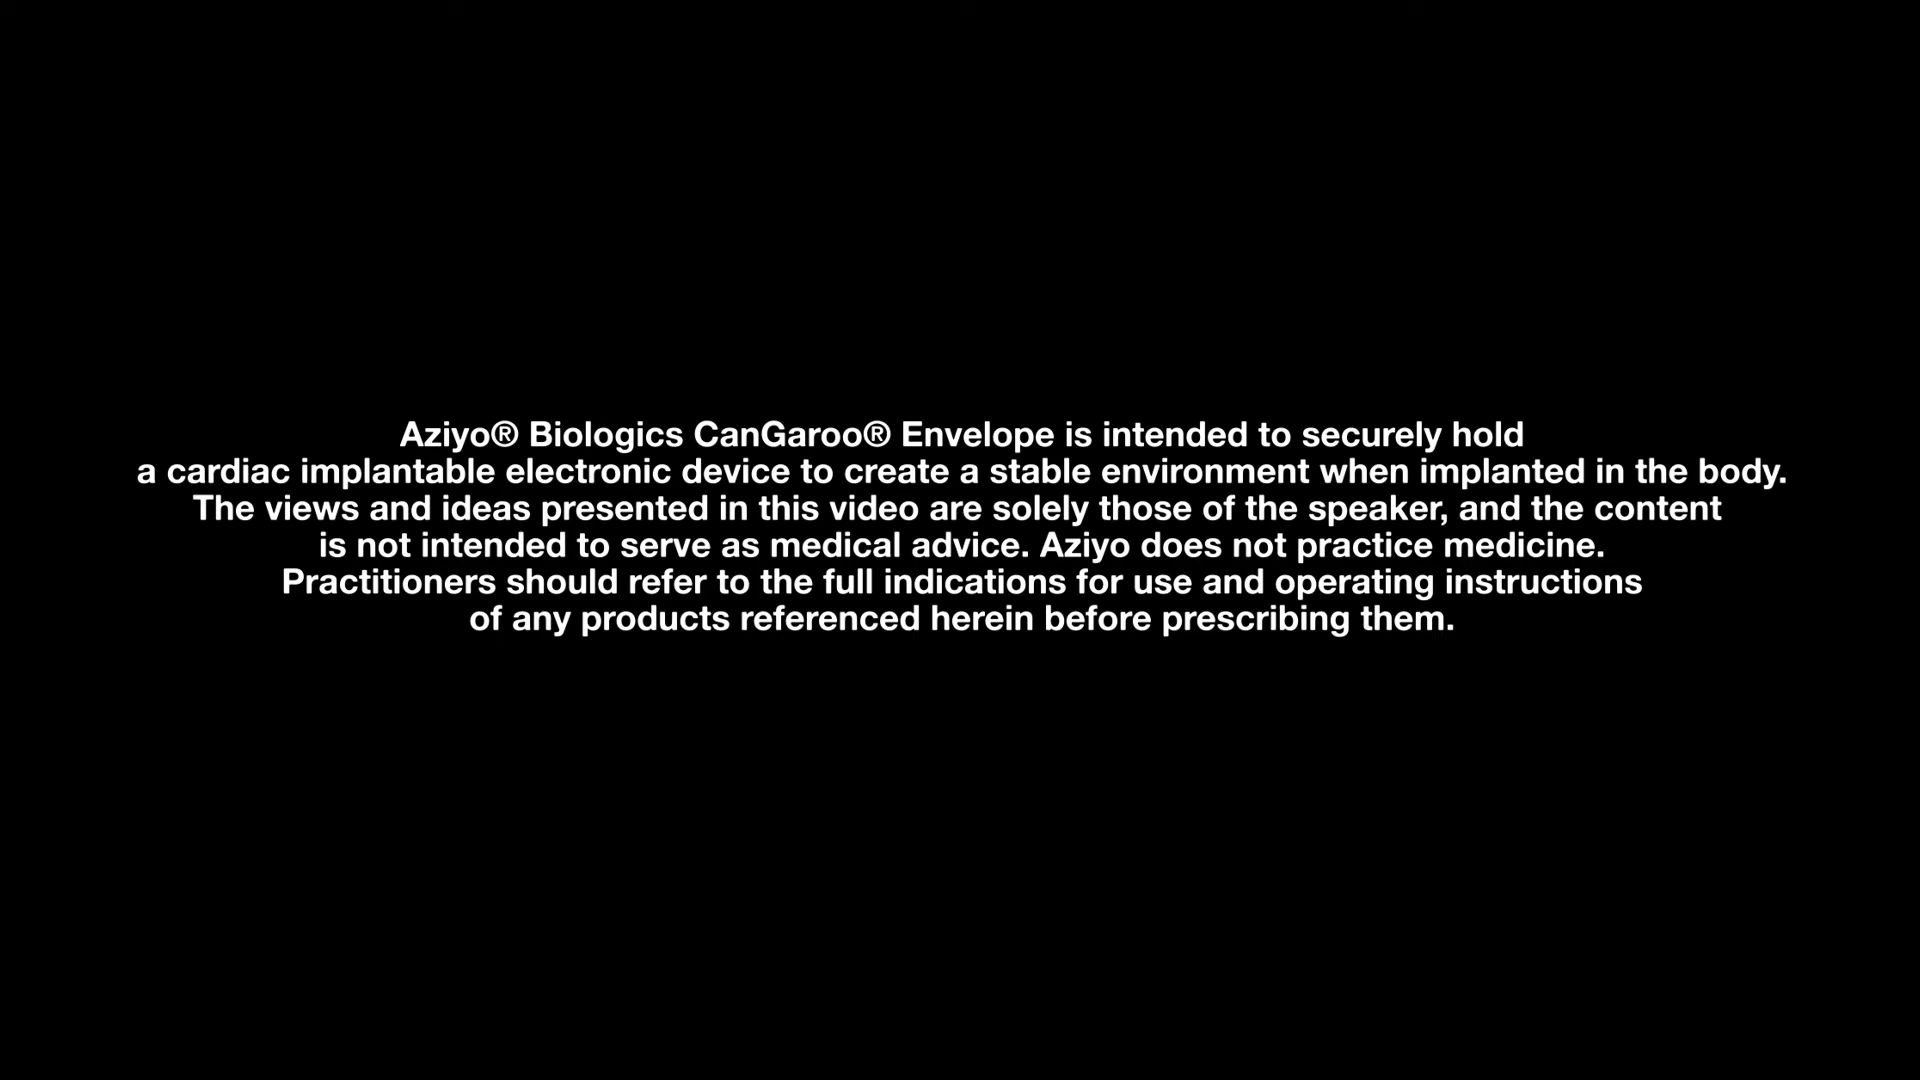 Aziyo® Biologics CanGaroo® Envelope is intended to securely hold
a cardiac implantable electronic device to create a stable environment when implanted in the body.
The views and ideas presented in this video are solely those of the speaker, and the content
is not intended to serve as medical advice. Aziyo does not practice medicine.
Practitioners should refer to the full indications for use and operating instructions
of any products referenced herein before prescribing them.